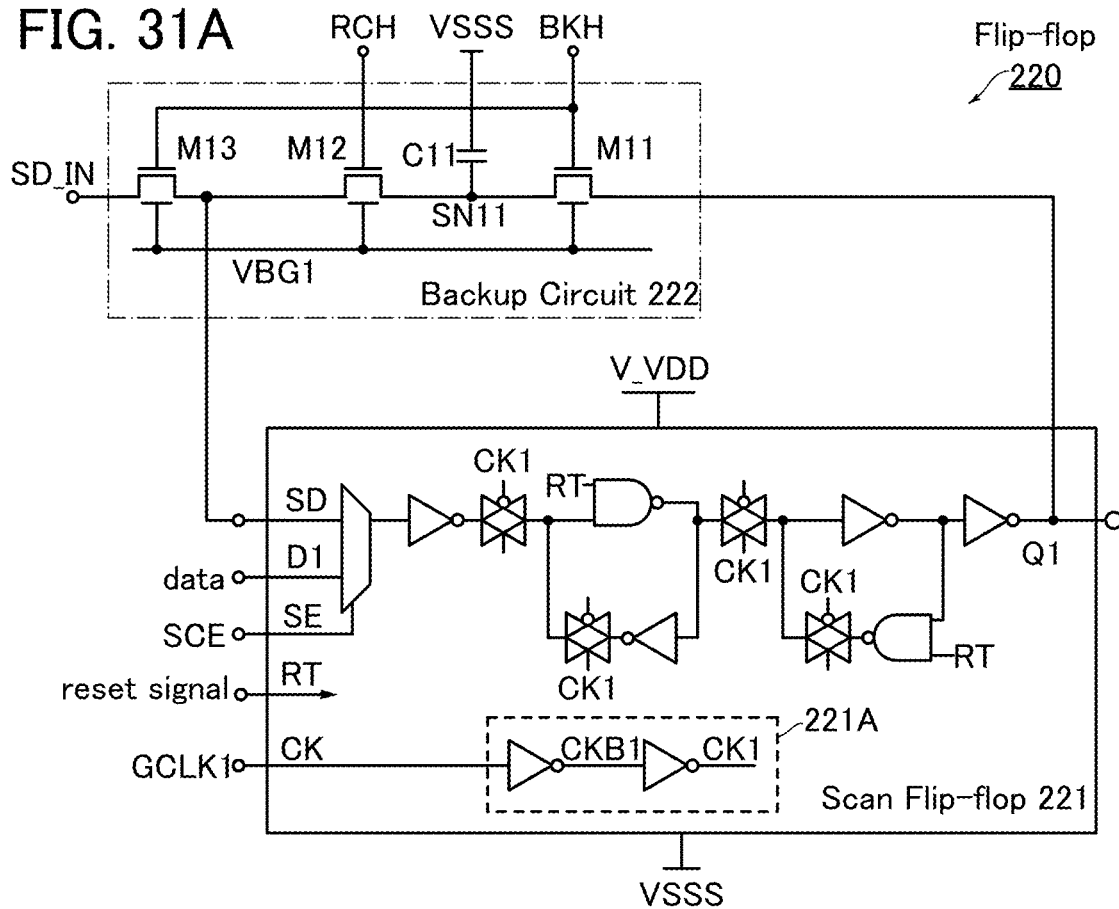 FIG. 31A
RCH VSSS BKH
Flip-flop
220
M13 M12 C11 M11
SD_IN
SN11
VBG1
Backup Circuit 222
V_VDD
CK1
RT
SD
CK1
Q1
D1
data
CK1
SE
SCE
CK1
RT
RT
reset signal
221A
CK
CKB1 CK1
GCLK1
Scan Flip-flop 221
VSSS